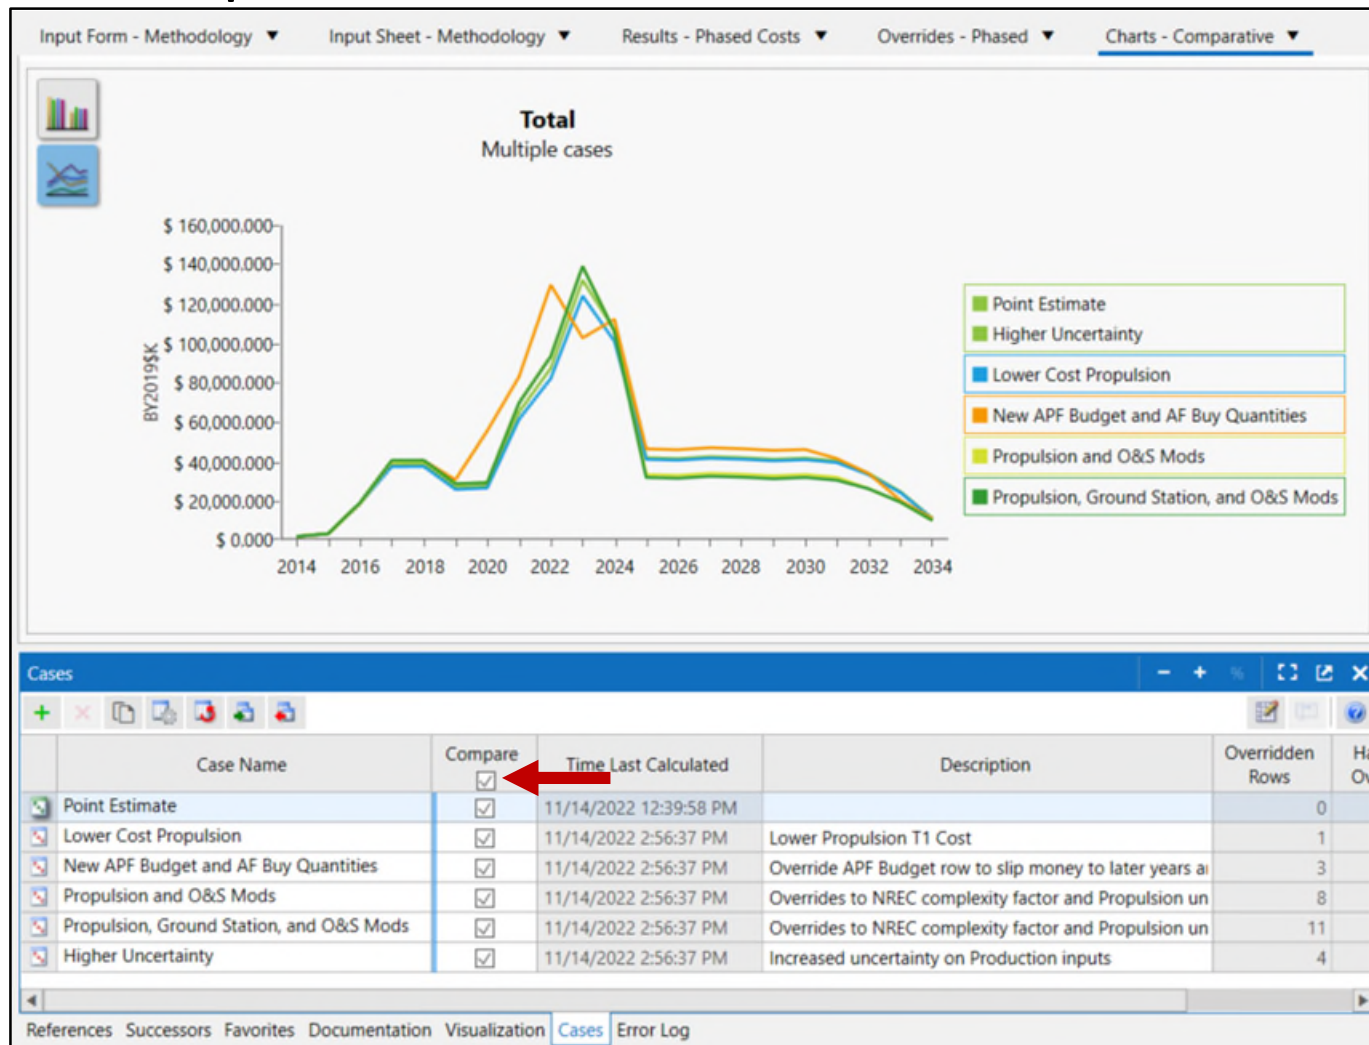 Input Form - Methodology ▼ Input Sheet - Methodology ▼ Results - Phased Costs ▼ Overrides - Phased ▼ Charts - Comparative ▼
Total
Multiple cases
$ 160,000.000
$ 140,000.000
$ 120,000.000
$ 100,000.000
$ 80,000.000
$ 60,000.000
$ 40,000.000
$ 20,000.000
$ 0.000
BY2019$K
2014 2016 2018 2020 2022 2024 2026 2028 2030 2032 2034
Point Estimate
Higher Uncertainty
Lower Cost Propulsion
New APF Budget and AF Buy Quantities
Propulsion and O&S Mods
Propulsion, Ground Station, and O&S Mods
Cases
Case Name Compare Time Last Calculated Description Overridden Rows Ha Ov
Point Estimate 11/14/2022 12:39:58 PM 0
Lower Cost Propulsion 11/14/2022 2:56:37 PM Lower Propulsion T1 Cost 1
New APF Budget and AF Buy Quantities 11/14/2022 2:56:37 PM Override APF Budget row to slip money to later years a 3
Propulsion and O&S Mods 11/14/2022 2:56:37 PM Overrides to NREC complexity factor and Propulsion un 8
Propulsion, Ground Station, and O&S Mods 11/14/2022 2:56:37 PM Overrides to NREC complexity factor and Propulsion un 11
Higher Uncertainty 11/14/2022 2:56:37 PM Increased uncertainty on Production inputs 4
References Successors Favorites Documentation Visualization Cases Error Log